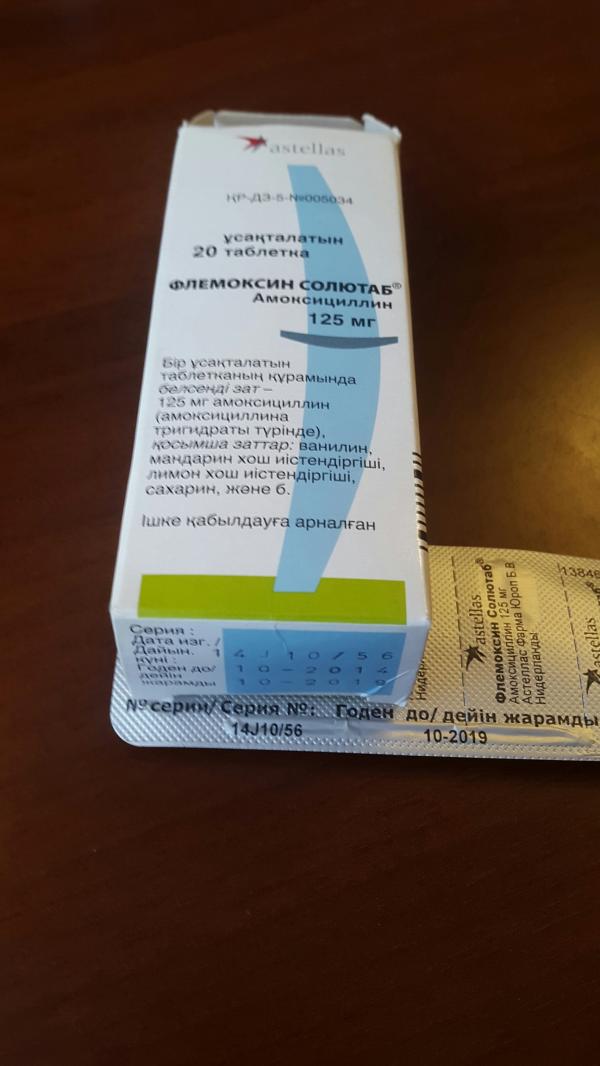 astellas
ҚР-ДЗ-5-№005034
ұсақталатын
20 таблетка
ФЛЕМОКСИН СОЛЮТАБ®
Амоксициллин
125 мг
Бір ұсақталатын
таблетканың құрамында
белсенді зат –
125 мг амоксициллин
(амоксициллина
тригидраты түрінде),
қосымша заттар: ванилин,
мандарин хош иістендіргіші,
лимон хош иістендіргіші,
сахарин, және б.
Ішке қабылдауға арналған
Серия :
Дата изг. /
Дайын.
күні :
Годен до/
дейін
жарамды
14J10/56
10-2014
10-2019
№ серии/ Серия №: Годен до/ дейін жарамды
14J10/56 10-2019
astellas
Флемоксин Солютаб®
Амоксициллин 125 мг
Астеллас Фарма Юроп Б.В.
Нидерланды